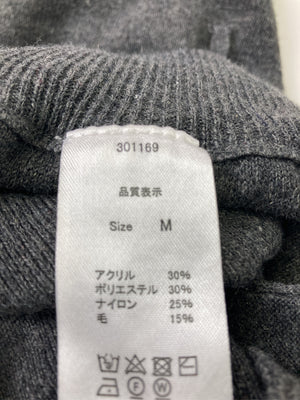 301169
品質表示
Size M
アクリル 30%
ポリエステル 30%
ナイロン 25%
毛 15%
F W